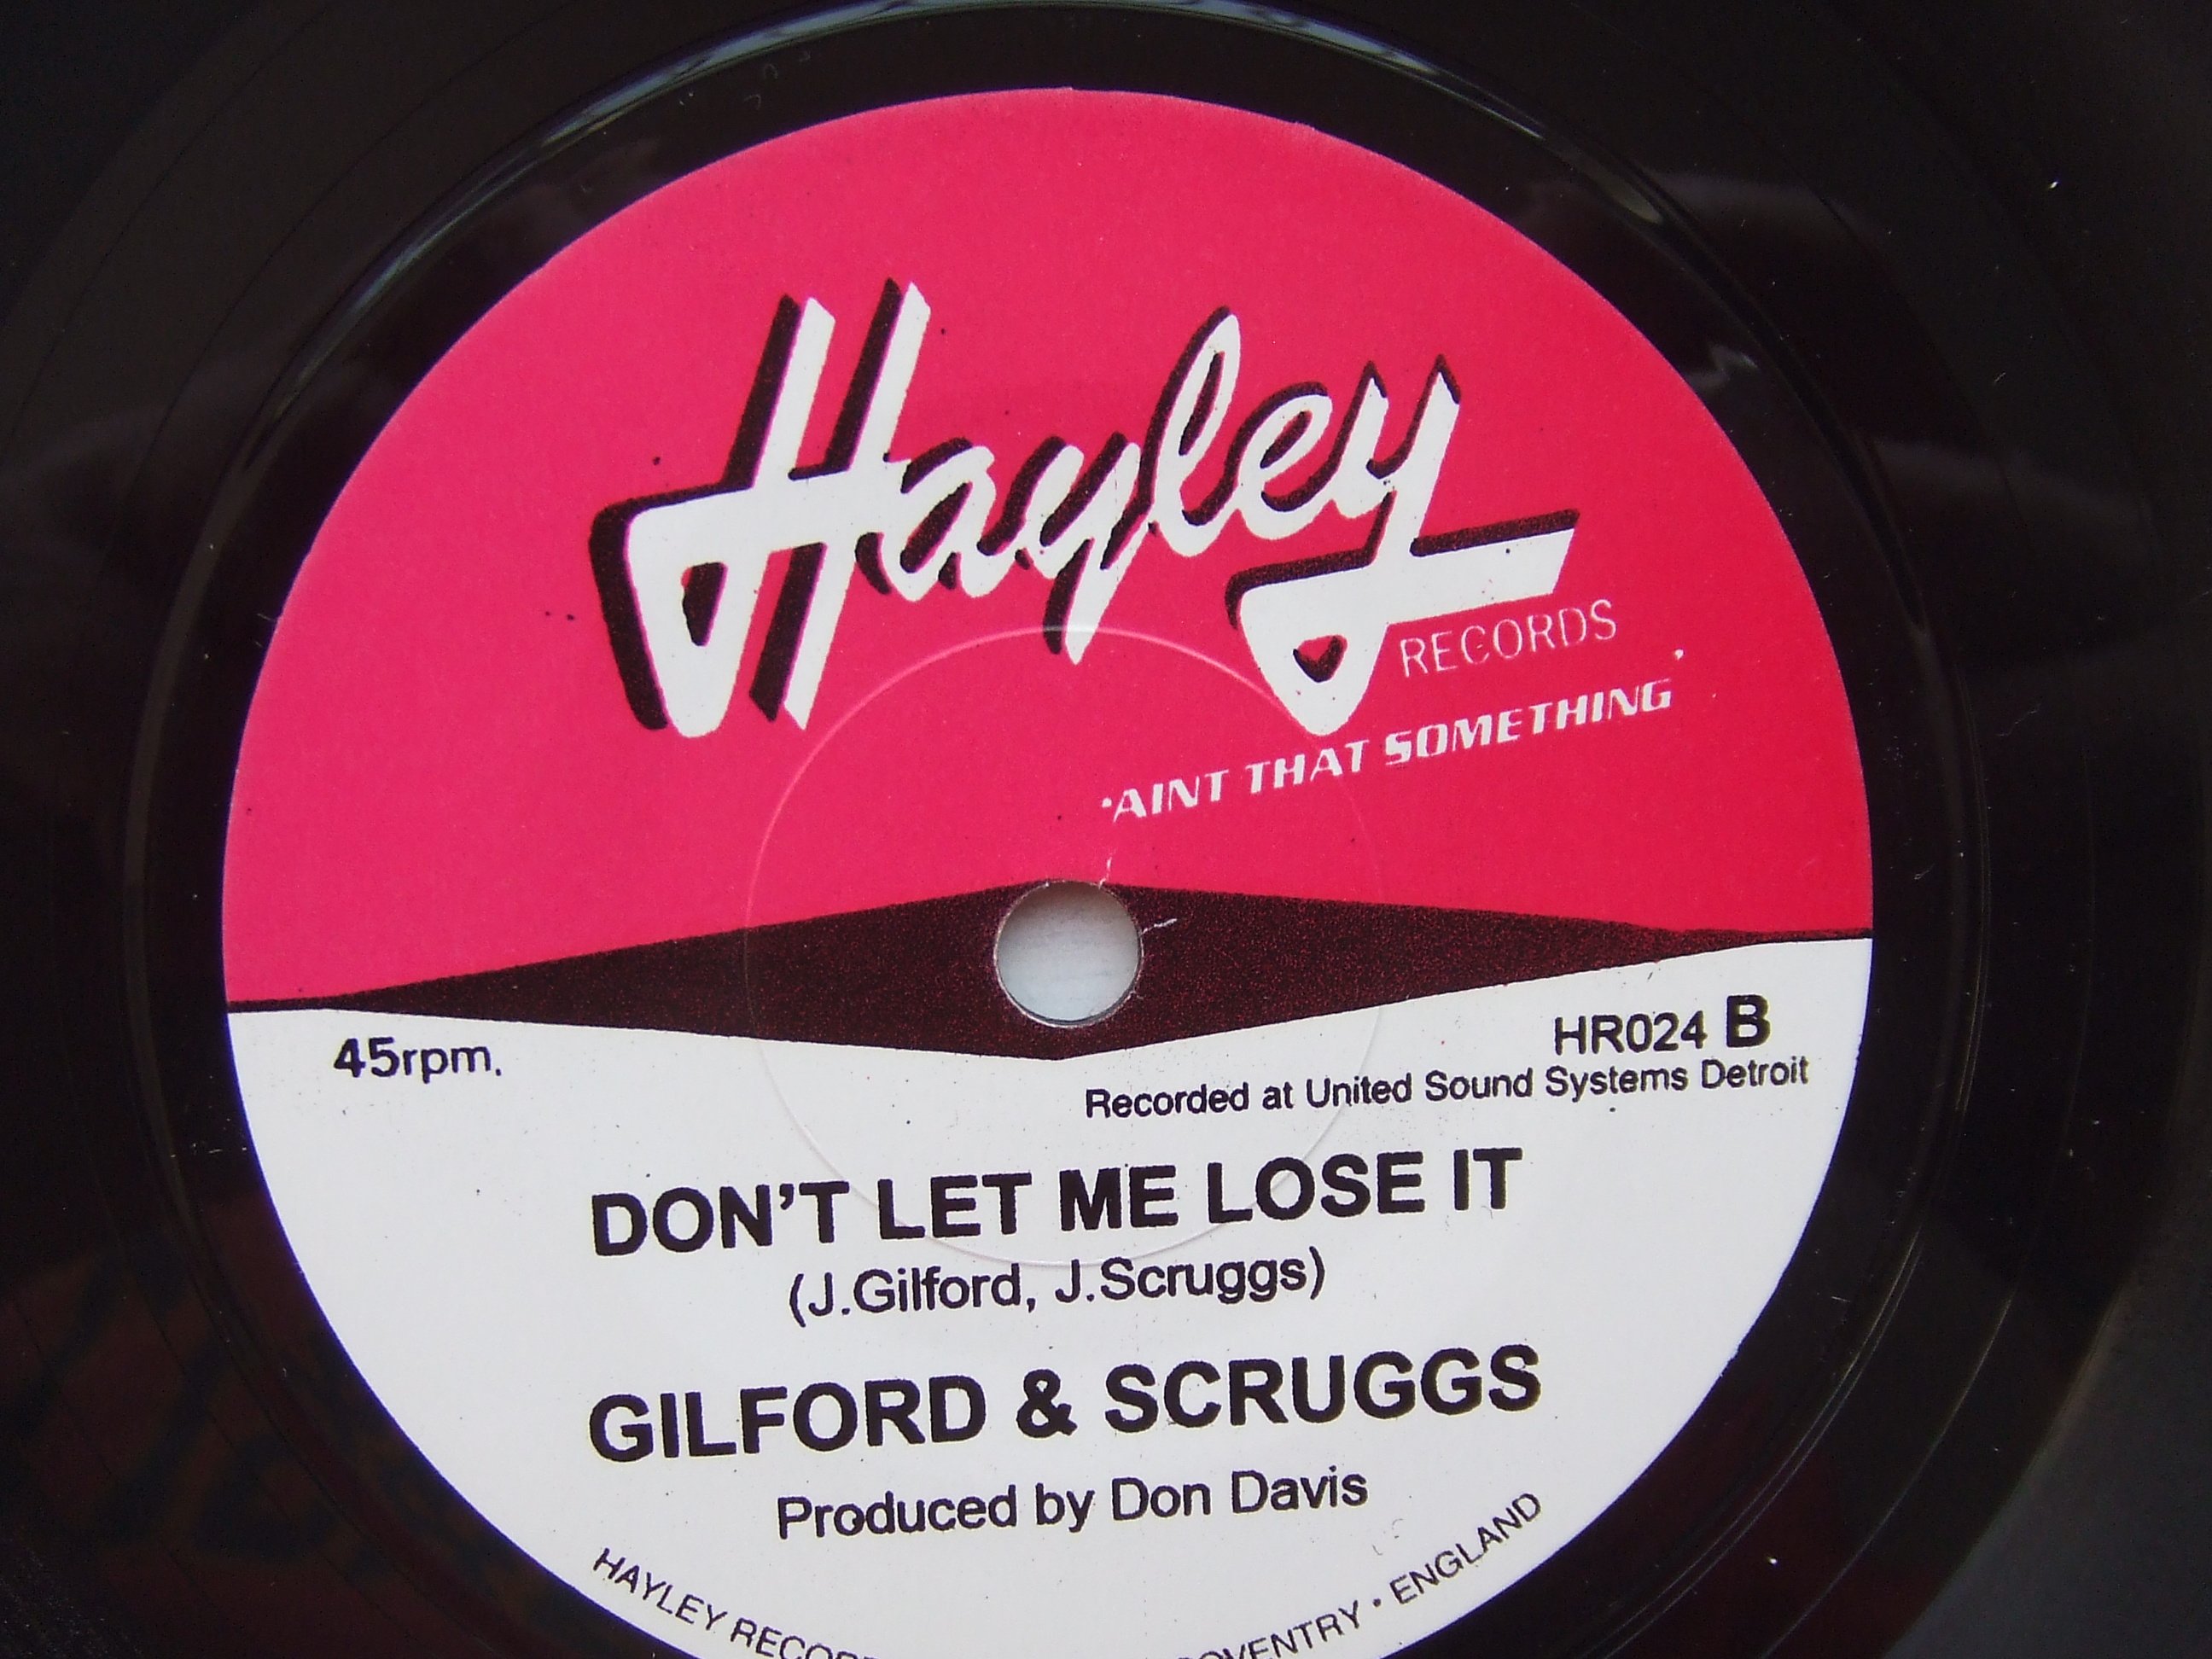 Hayley
RECORDS
'AINT THAT SOMETHING'
45rpm.
HR024 B
Recorded at United Sound Systems Detroit
DON'T LET ME LOSE IT
(J.Gilford, J.Scruggs)
GILFORD & SCRUGGS
Produced by Don Davis
HAYLEY • ENGLAND